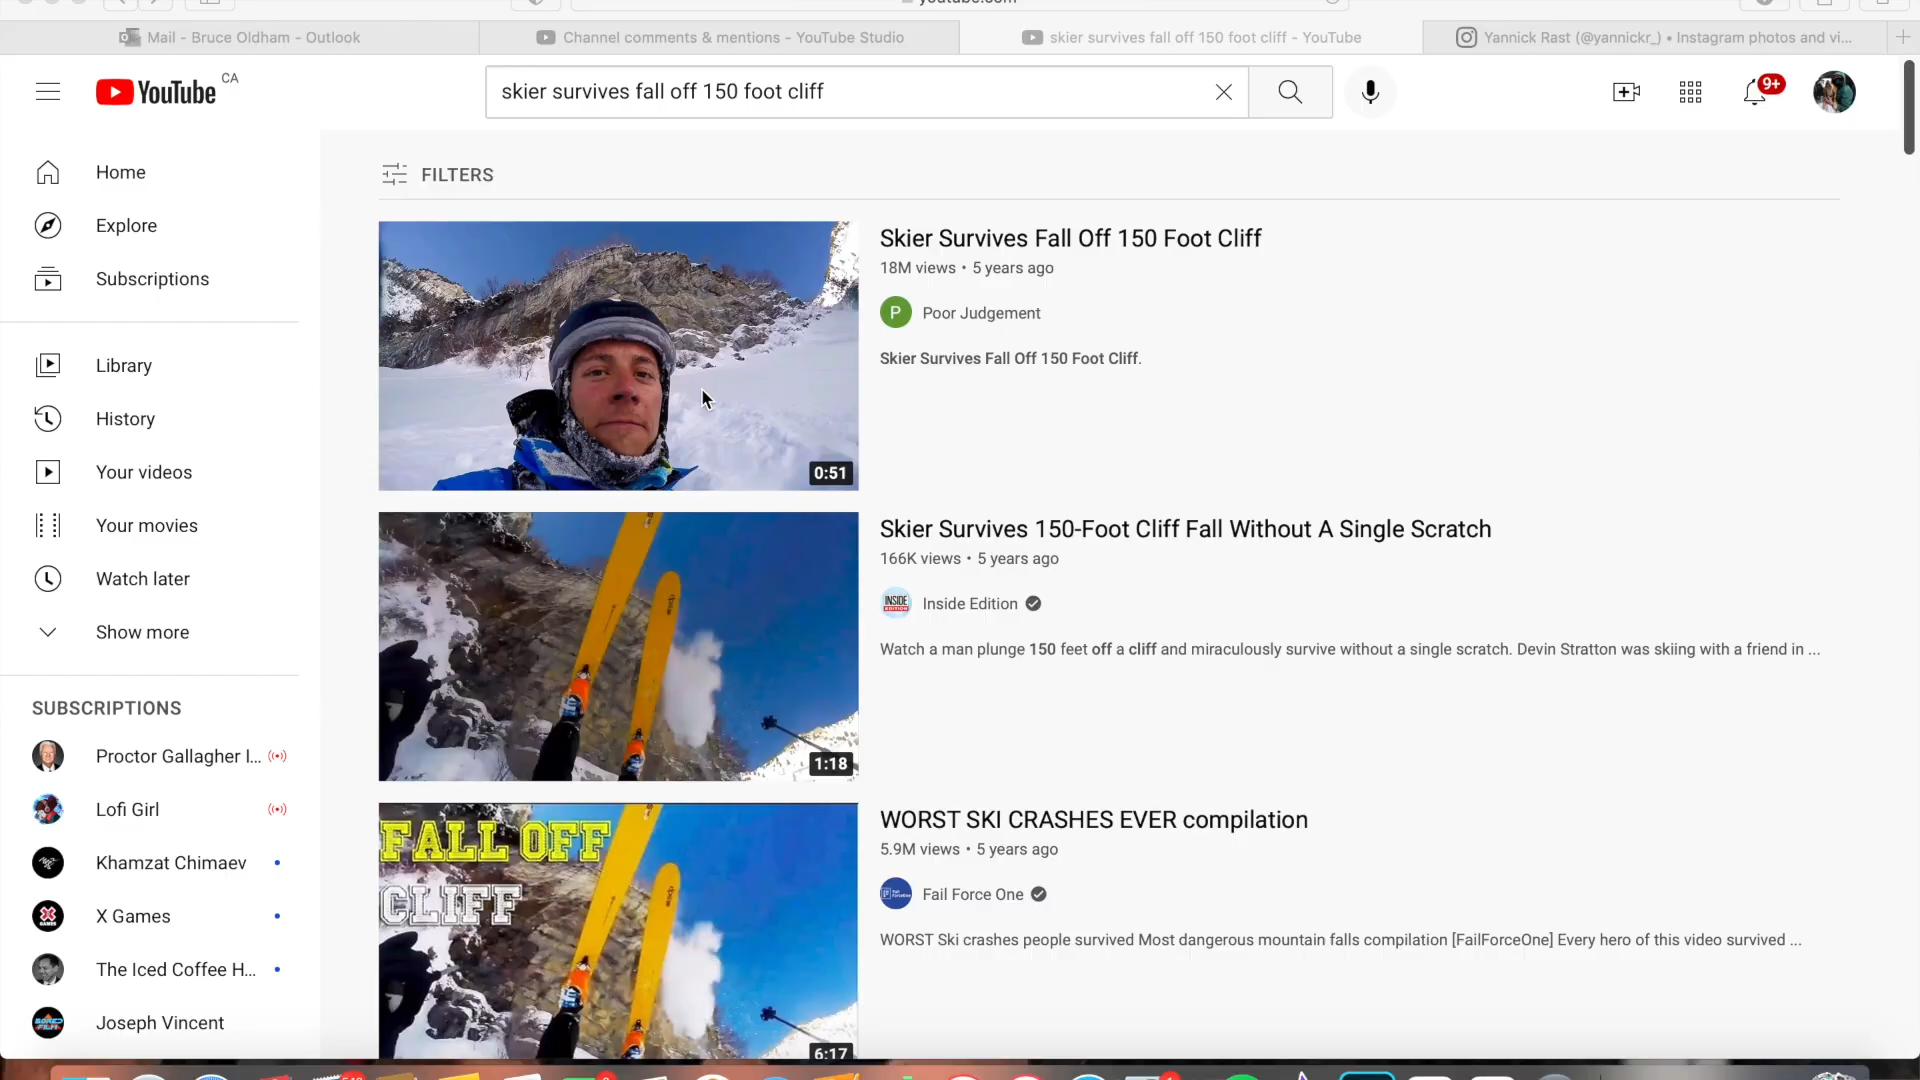 youtube.com
Mail - Bruce Oldham - Outlook
Channel comments & mentions - YouTube Studio
skier survives fall off 150 foot cliff - YouTube
Yannick Rast (@yannickr_) • Instagram photos and vi...
YouTube CA
skier survives fall off 150 foot cliff
9+
Home
Explore
Subscriptions
Library
History
Your videos
Your movies
Watch later
Show more
SUBSCRIPTIONS
Proctor Gallagher I...
Lofi Girl
Khamzat Chimaev
X Games
The Iced Coffee H...
Joseph Vincent
FILTERS
0:51
Skier Survives Fall Off 150 Foot Cliff
18M views • 5 years ago
P
Poor Judgement
Skier Survives Fall Off 150 Foot Cliff.
1:18
Skier Survives 150-Foot Cliff Fall Without A Single Scratch
166K views • 5 years ago
INSIDE EDITION
Inside Edition
Watch a man plunge 150 feet off a cliff and miraculously survive without a single scratch. Devin Stratton was skiing with a friend in ...
FALL OFF
CLIFF
6:17
WORST SKI CRASHES EVER compilation
5.9M views • 5 years ago
Fail Force One
WORST Ski crashes people survived Most dangerous mountain falls compilation [FailForceOne] Every hero of this video survived ...